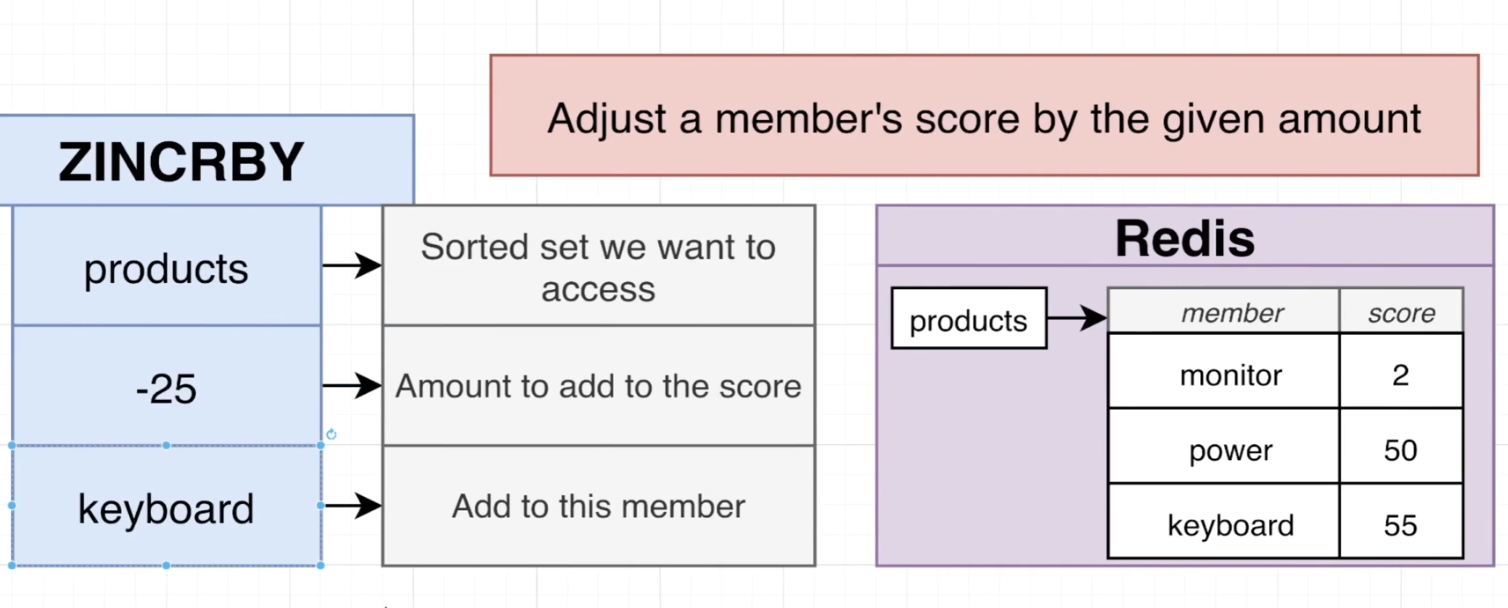 Adjust a member's score by the given amount
ZINCRBY
products
Sorted set we want to
access
-25
Amount to add to the score
keyboard
Add to this member
Redis
products
member score
monitor 2
power 50
keyboard 55